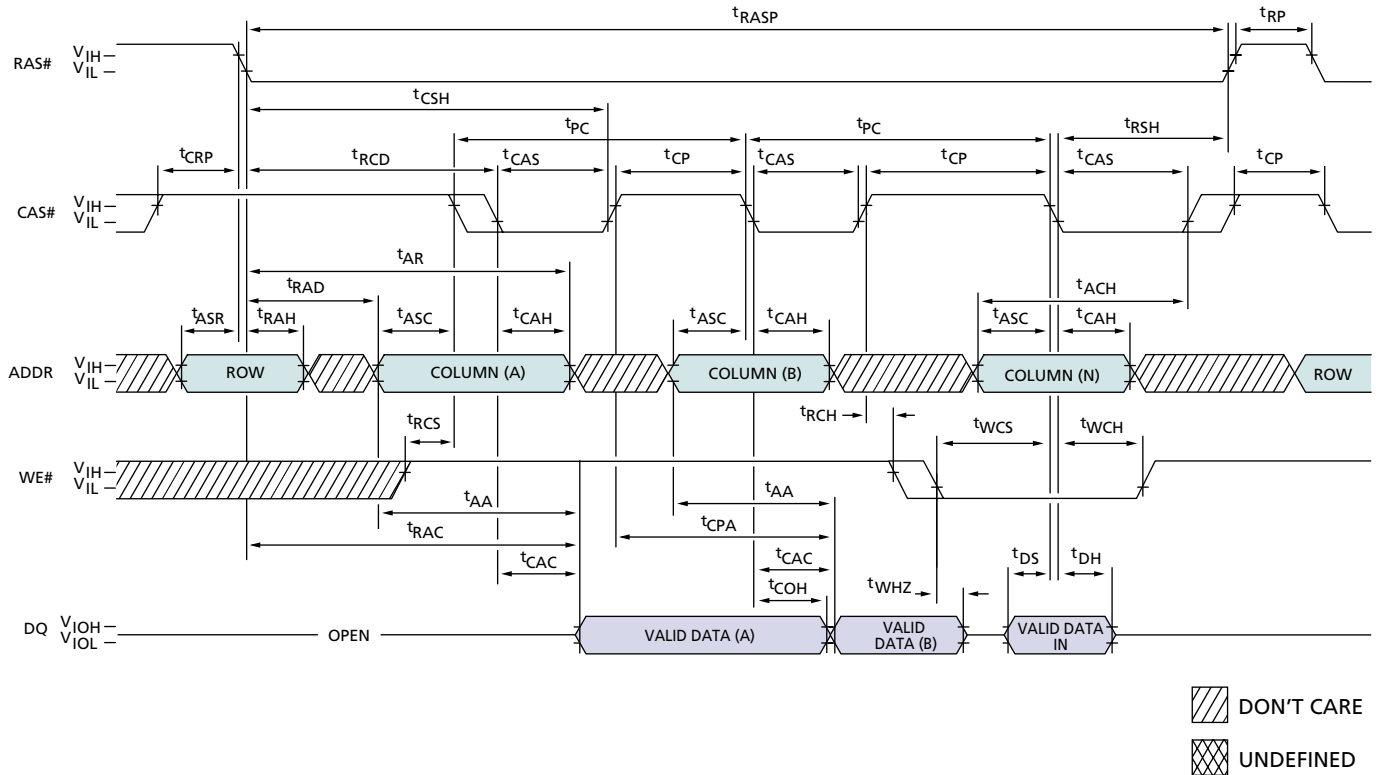 tRASP tRP
RAS# VIH
VIL
tCSH
tPC tPC tRSH
tCRP tRCD tCAS tCP tCAS tCP tCAS tCP
CAS# VIH
VIL
tAR
tRAD tACH
tASR tRAH tASC tCAH tASC tCAH tASC tCAH
ADDR VIH
VIL
ROW COLUMN (A) COLUMN (B) COLUMN (N) ROW
tRCS tRCH tWCS tWCH
WE# VIH
VIL
tAA tAA
tRAC tCPA
tCAC tCAC tDS tDH
tCOH tWHZ
DQ VIOH
VIOL
OPEN VALID DATA (A) VALID DATA (B) VALID DATA IN
DON'T CARE
UNDEFINED